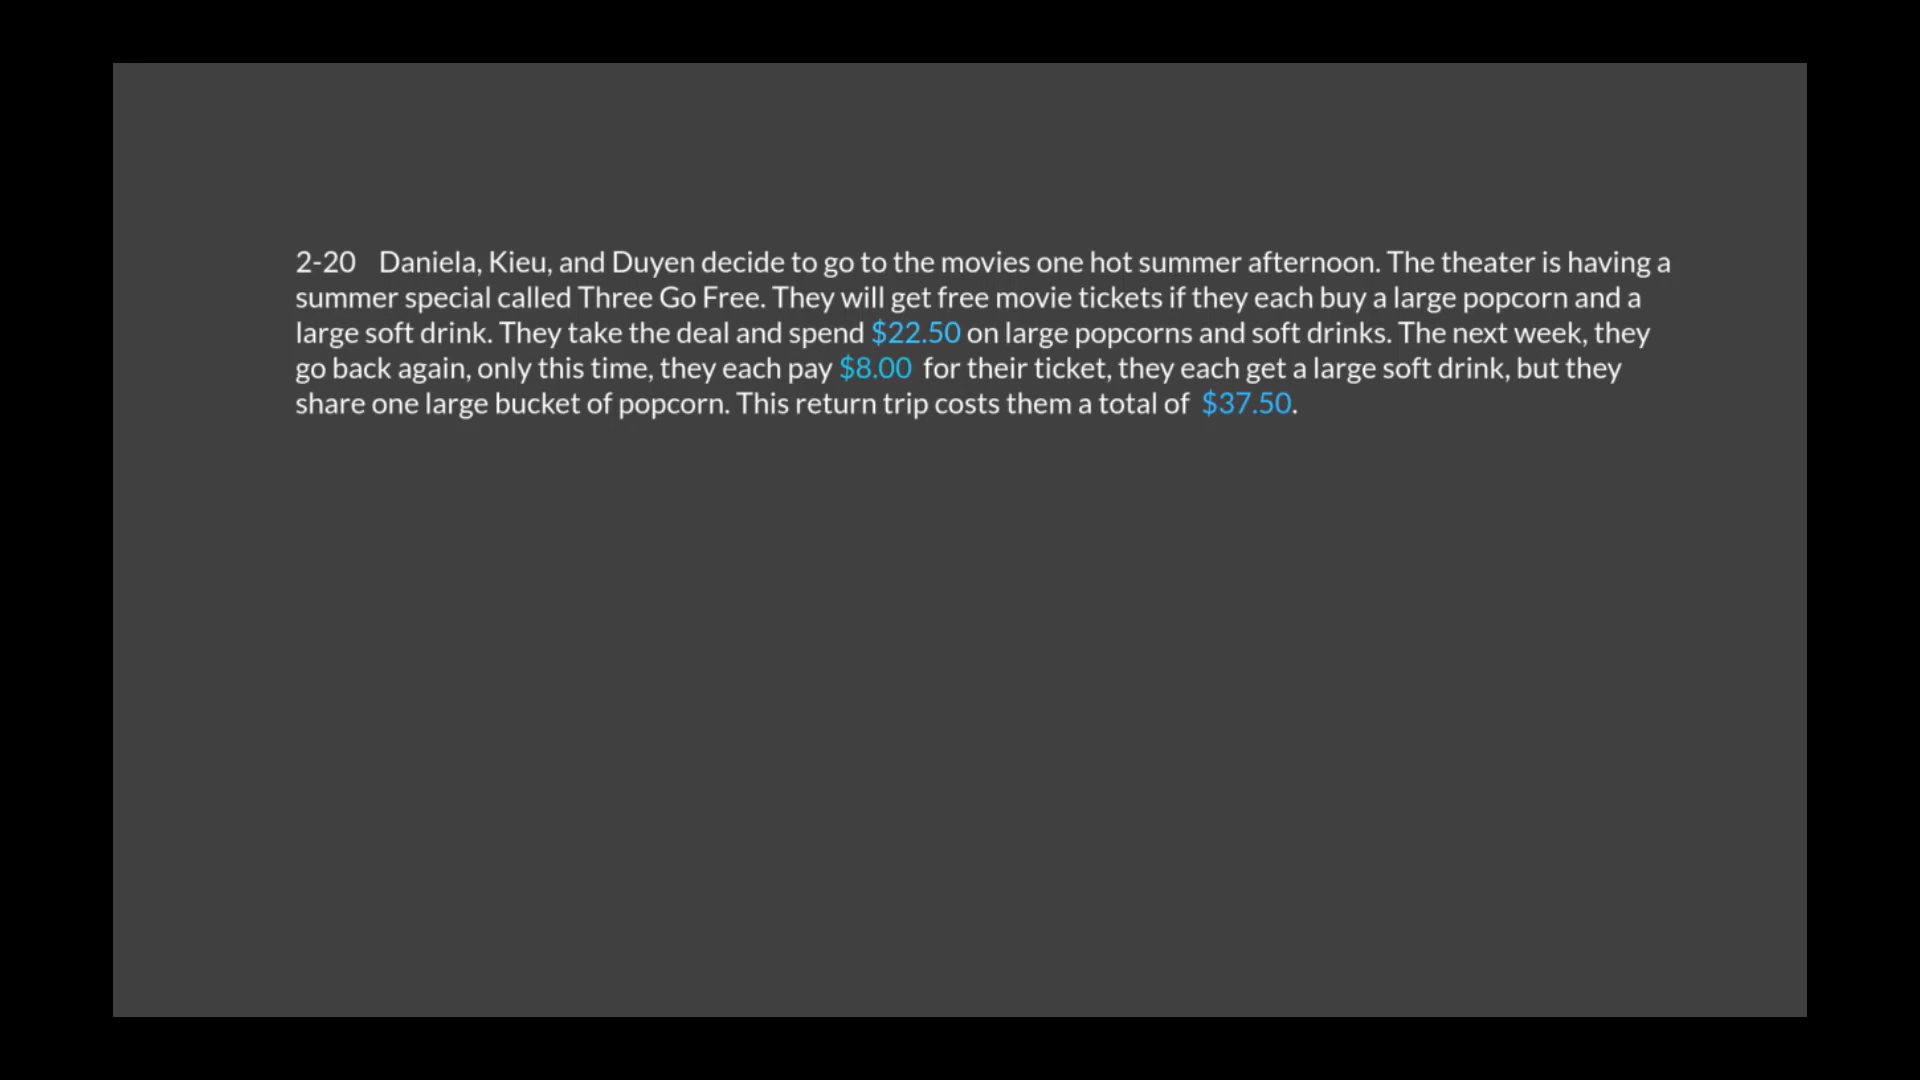 2-20 Daniela, Kieu, and Duyen decide to go to the movies one hot summer afternoon. The theater is having a
summer special called Three Go Free. They will get free movie tickets if they each buy a large popcorn and a
large soft drink. They take the deal and spend $22.50 on large popcorns and soft drinks. The next week, they
go back again, only this time, they each pay $8.00 for their ticket, they each get a large soft drink, but they
share one large bucket of popcorn. This return trip costs them a total of $37.50.